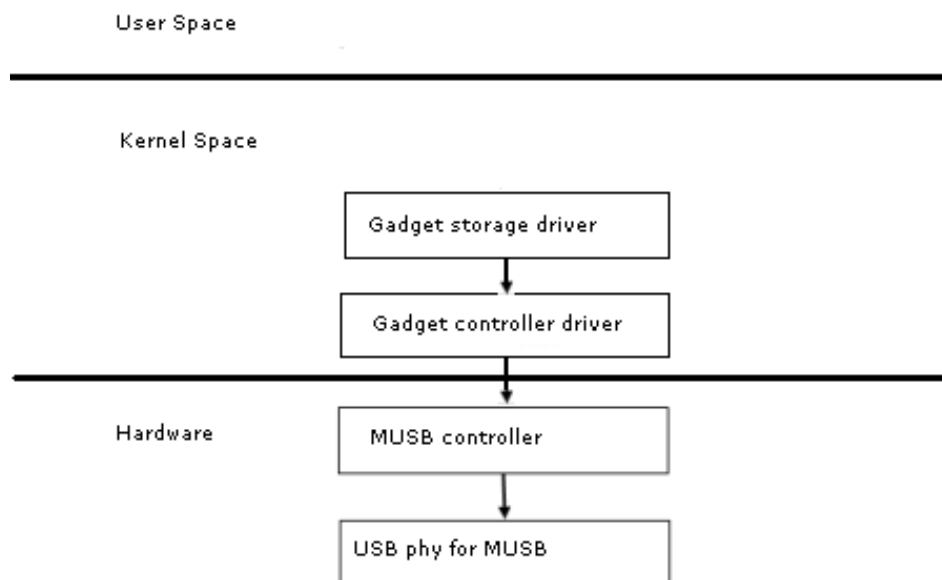 User Space
Kernel Space
Gadget storage driver
Gadget controller driver
Hardware
MUSB controller
USB phy for MUSB